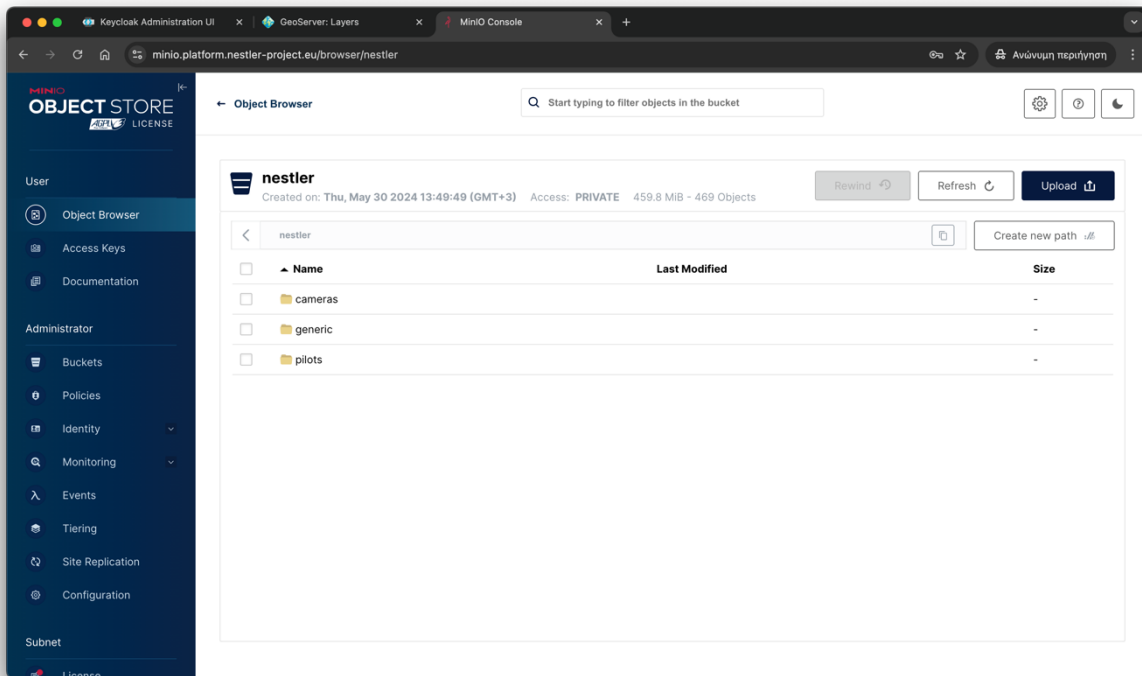 Keycloak Administration UI
GeoServer: Layers
MinIO Console
minio.platform.nestler-project.eu/browser/nestler
Ανώνυμη περιήγηση
MINIO
OBJECT STORE
AGPLv3 LICENSE
User
Object Browser
Access Keys
Documentation
Administrator
Buckets
Policies
Identity
Monitoring
Events
Tiering
Site Replication
Configuration
Subnet
License
← Object Browser
Start typing to filter objects in the bucket
nestler
Created on: Thu, May 30 2024 13:49:49 (GMT+3) Access: PRIVATE 459.8 MiB - 469 Objects
Rewind
Refresh
Upload
nestler
Create new path
Name Last Modified Size
cameras -
generic -
pilots -